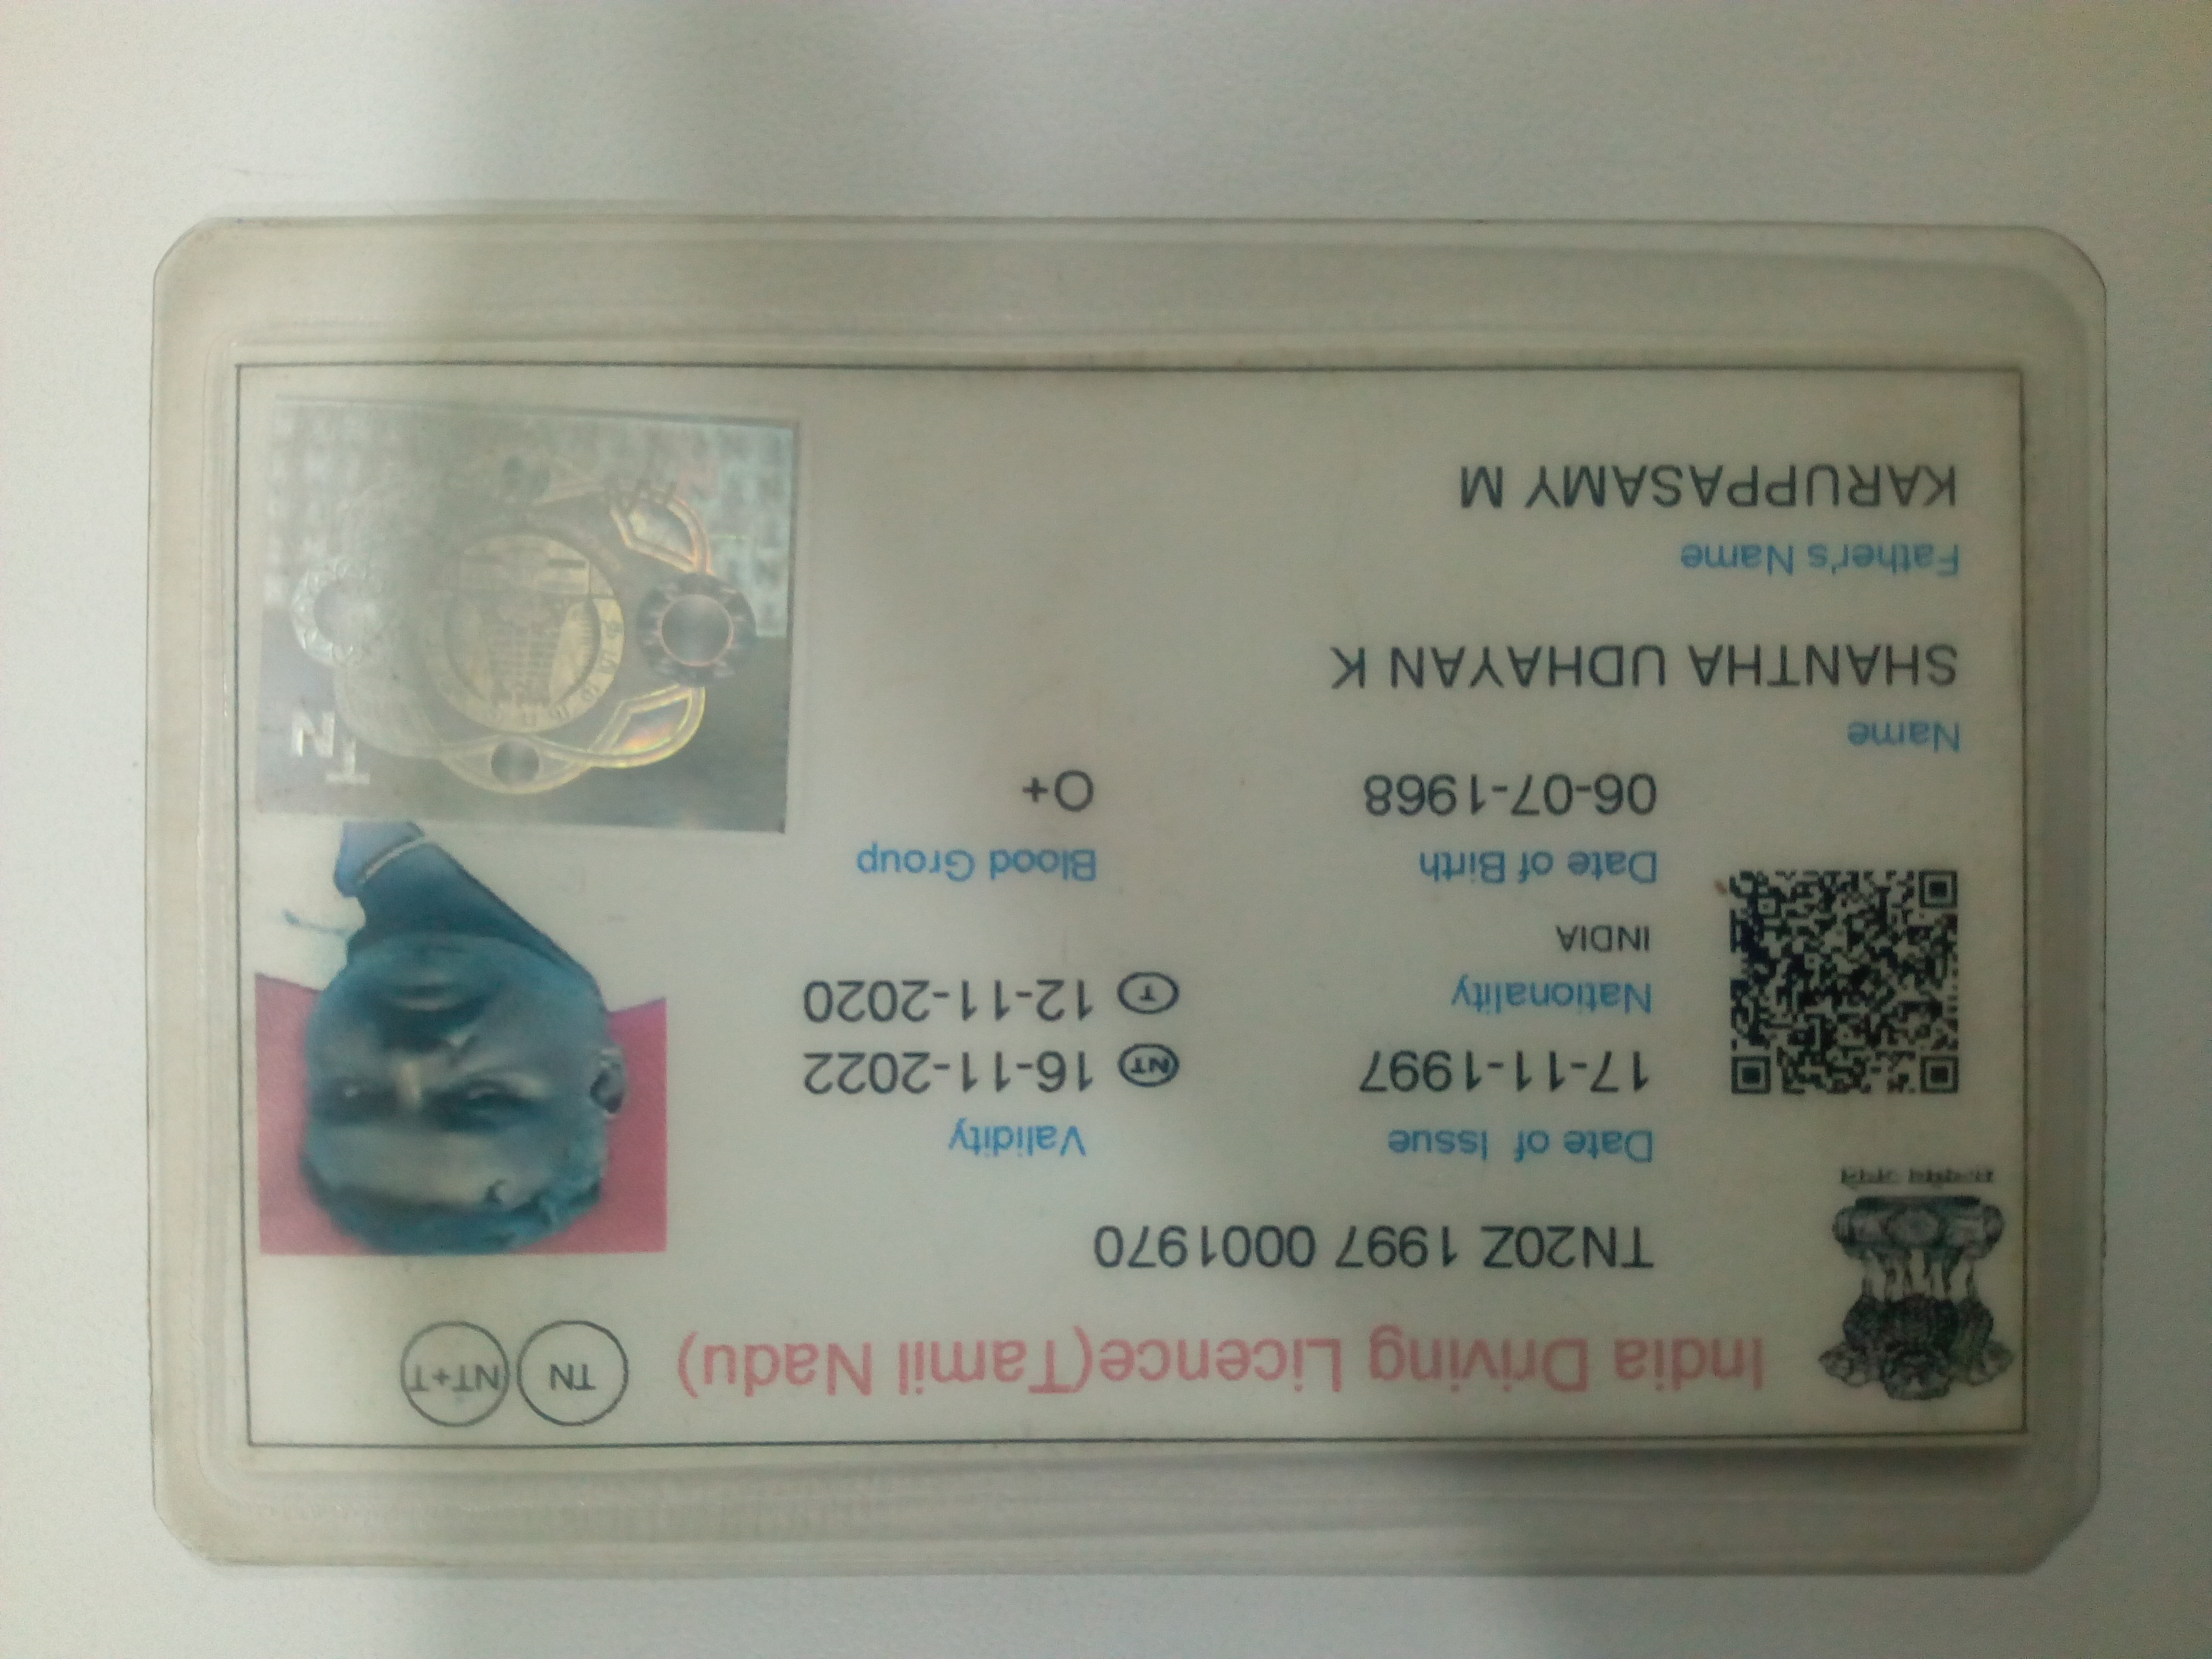 India Driving Licence(Tamil Nadu) TN NT+T
TN20Z 1997 0001970
Date of Issue Validity
17-11-1997 NT 16-11-2022
Nationality T 12-11-2020
INDIA
Date of Birth Blood Group
06-07-1968 O+
Name
SHANTHA UDHAYAN K
Father's Name
KARUPPASAMY M
TN